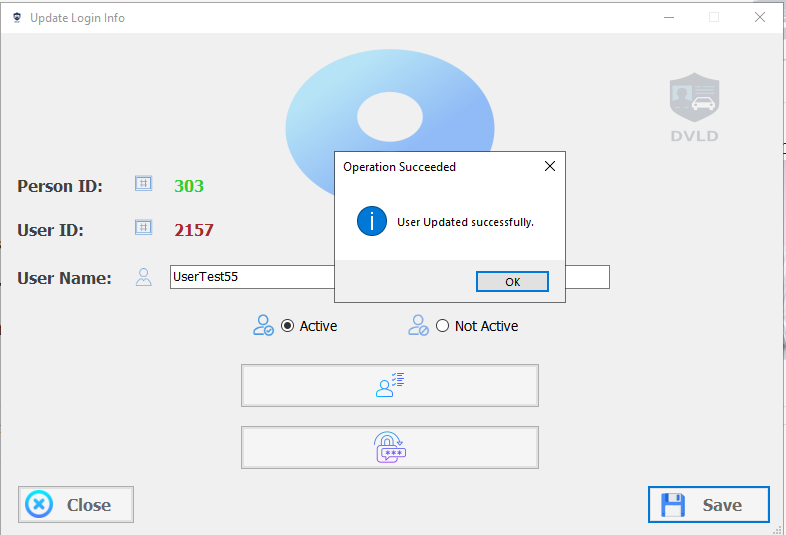 Update Login Info
DVLD
Operation Succeeded
User Updated successfully.
OK
Person ID: 303
User ID: 2157
User Name: UserTest55
Active Not Active
***
Close Save